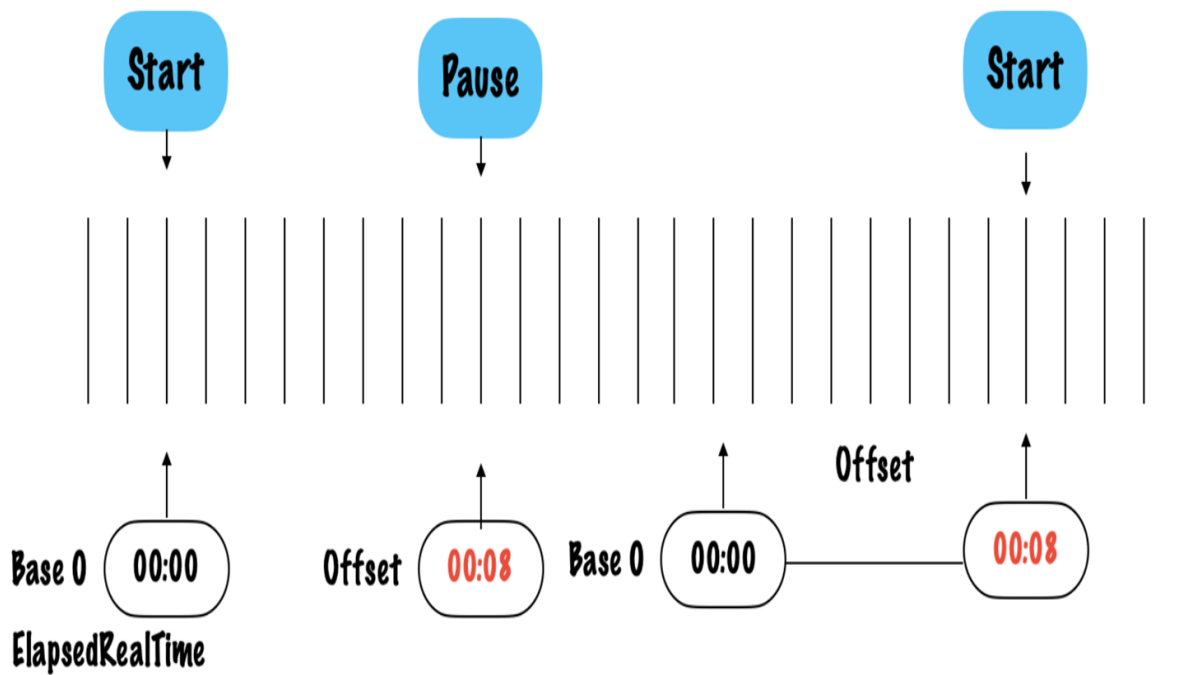 Start
Pause
Start
Offset
Base 0
00:00
Offset
00:08
Base 0
00:00
00:08
ElapsedRealTime